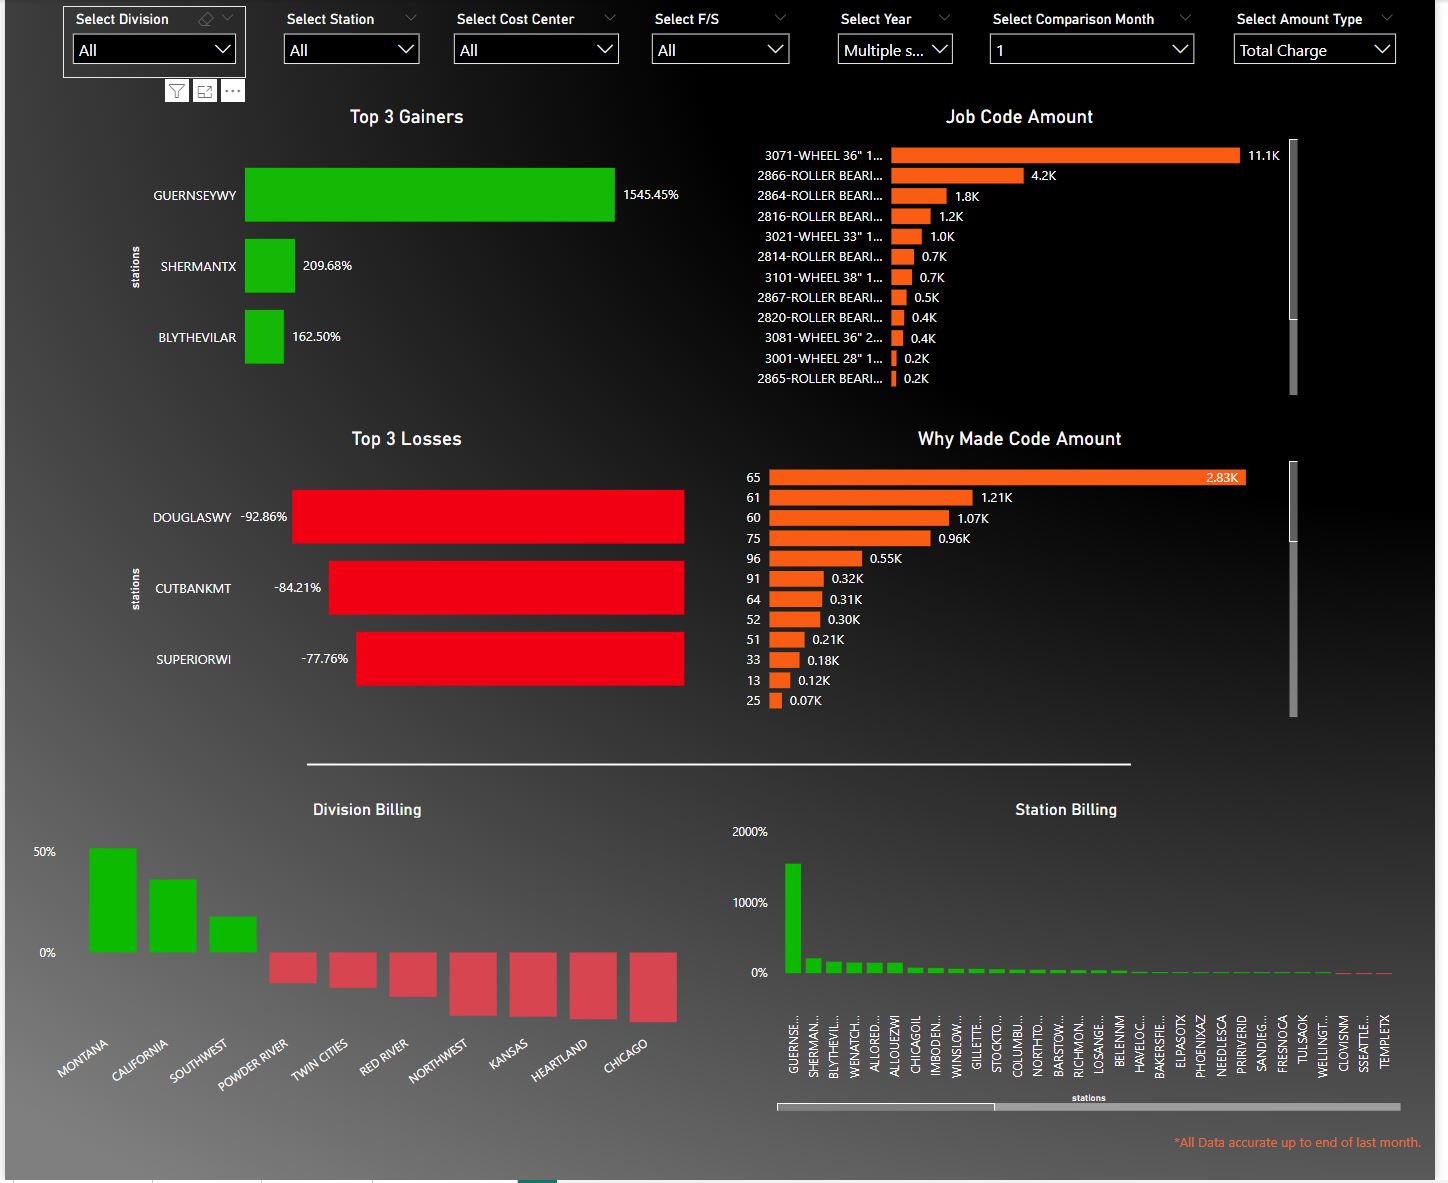 Select Division
Select Station
Select Cost Center
Select F/S
Select Year
Select Comparison Month
Select Amount Type
All
All
All
All
Multiple s...
1
Total Charge
Top 3 Gainers
stations
GUERNSEYWY 1545.45%
SHERMANTX 209.68%
BLYTHEVILAR 162.50%
Job Code Amount
3071-WHEEL 36" 1... 11.1K
2866-ROLLER BEARI... 4.2K
2864-ROLLER BEARI... 1.8K
2816-ROLLER BEARI... 1.2K
3021-WHEEL 33" 1... 1.0K
2814-ROLLER BEARI... 0.7K
3101-WHEEL 38" 1... 0.7K
2867-ROLLER BEARI... 0.5K
2820-ROLLER BEARI... 0.4K
3081-WHEEL 36" 2... 0.4K
3001-WHEEL 28" 1... 0.2K
2865-ROLLER BEARI... 0.2K
Top 3 Losses
stations
DOUGLASWY -92.86%
CUTBANKMT -84.21%
SUPERIORWI -77.76%
Why Made Code Amount
65 2.83K
61 1.21K
60 1.07K
75 0.96K
96 0.55K
91 0.32K
64 0.31K
52 0.30K
51 0.21K
33 0.18K
13 0.12K
25 0.07K
Division Billing
50%
0%
MONTANA
CALIFORNIA
SOUTHWEST
POWDER RIVER
TWIN CITIES
RED RIVER
NORTHWEST
KANSAS
HEARTLAND
CHICAGO
Station Billing
2000%
1000%
0%
GUERNSE...
SHERMAN...
BLYTHEVIL...
WENATCH...
ALLORED...
ALLOUEZWI
CHICAGOIL
IMBODEN...
WINSLOW...
GILLETTE...
STOCKTO...
COLUMBU...
NORTHTO...
BARSTOW...
RICHMON...
LOSANGE...
BELENNM
HAVELOC...
BAKERSFIE...
ELPASOTX
PHOENIXAZ
NEEDLESCA
PRIRIVERID
SANDIEG...
FRESNOCA
TULSAOK
WELLINGT...
CLOVISNM
SSEATTLE...
TEMPLETX
stations
*All Data accurate up to end of last month.